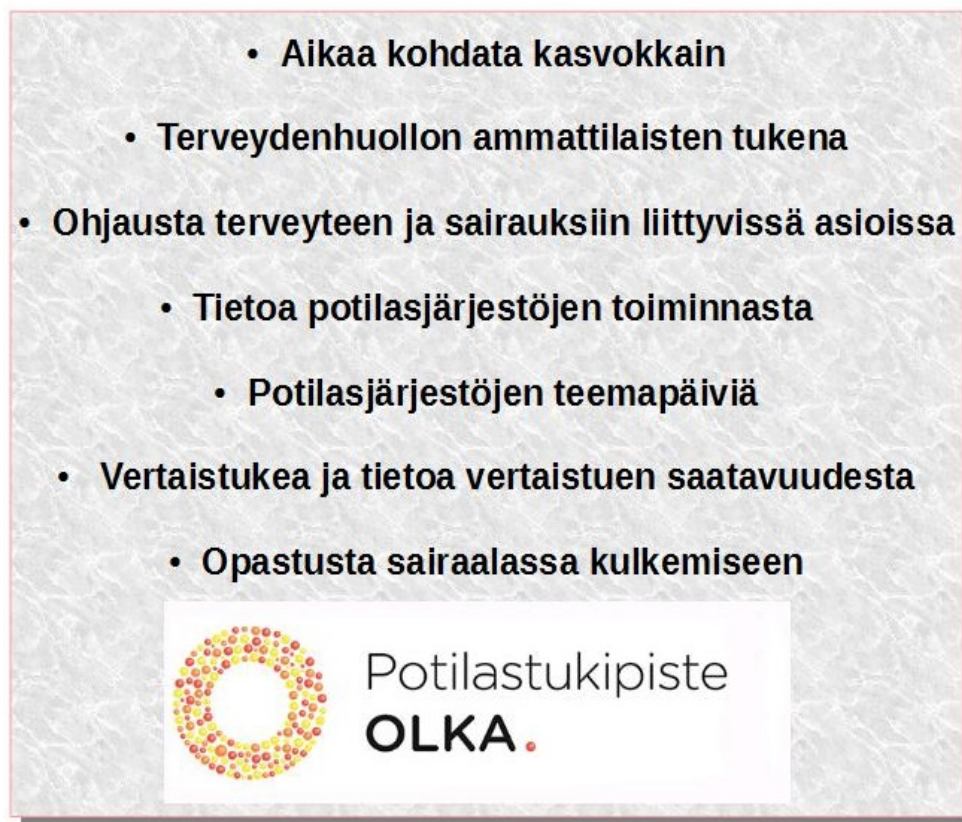 • Aikaa kohdata kasvokkain
• Terveydenhuollon ammattilaisten tukena
• Ohjausta terveyteen ja sairauksiin liittyvissä asioissa
• Tietoa potilasjärjestöjen toiminnasta
• Potilasjärjestöjen teemapäiviä
• Vertaistukea ja tietoa vertaistuen saatavuudesta
• Opastusta sairaalassa kulkemiseen
Potilastukipiste
OLKA.